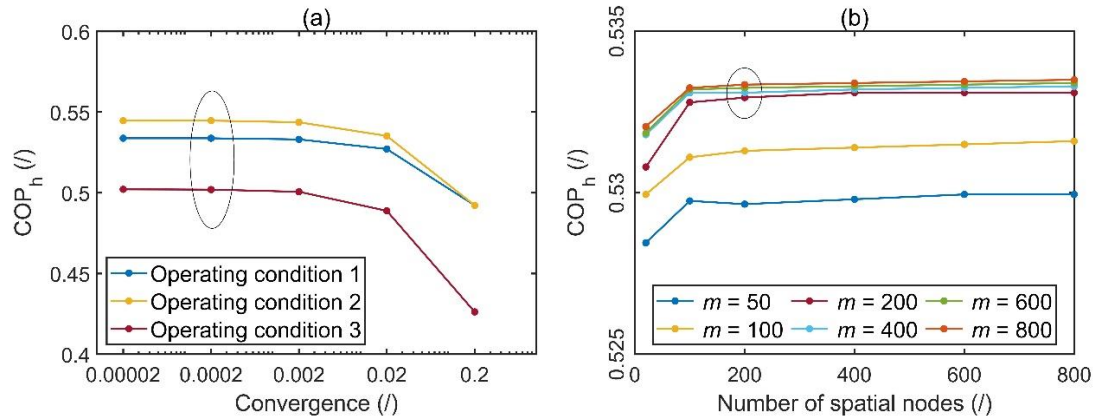 (a)
0.6
0.55
0.5
0.45
0.4
COP_h (/)
Operating condition 1
Operating condition 2
Operating condition 3
0.00002 0.0002 0.002 0.02 0.2
Convergence (/)
(b)
0.535
0.53
0.525
COP_h (/)
m = 50 m = 200 m = 600
m = 100 m = 400 m = 800
0 200 400 600 800
Number of spatial nodes (/)